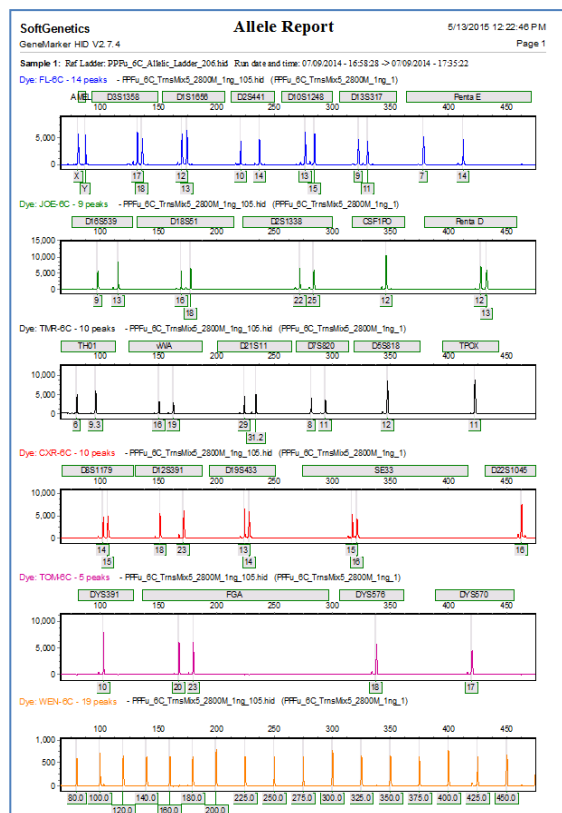 SoftGenetics Allele Report 5/13/2015 12:22:46 PM
GeneMarker HID V2.7.4 Page 1
Sample 1: Ref Ladder: PPFu_6C_Allelic_Ladder_206.hid Run date and time: 07/09/2014 - 16:58:28 -> 07/09/2014 - 17:35:22
Dye: FL-6C - 14 peaks - PPFu_6C_TrnsMix5_2800M_1ng_105.hid (PPFu_6C_TrnsMix5_2800M_1ng_1)
AMEL D3S1358 D1S1656 D2S441 D10S1248 D13S317 Penta E
100 150 200 250 300 350 400 450
5,000
0
X 17 12 10 14 13 9 7 14
Y 18 13 15 11
Dye: JOE-6C - 9 peaks - PPFu_6C_TrnsMix5_2800M_1ng_105.hid (PPFu_6C_TrnsMix5_2800M_1ng_1)
D16S539 D18S51 D2S1338 CSF1PO Penta D
100 150 200 250 300 350 400 450
15,000
10,000
5,000
0
9 13 16 22 25 12 12
18 13
Dye: TMR-6C - 10 peaks - PPFu_6C_TrnsMix5_2800M_1ng_105.hid (PPFu_6C_TrnsMix5_2800M_1ng_1)
TH01 vWA D21S11 D7S820 D5S818 TPOX
100 150 200 250 300 350 400 450
10,000
5,000
0
6 9.3 16 19 29 8 11 12 11
31.2
Dye: CXR-6C - 10 peaks - PPFu_6C_TrnsMix5_2800M_1ng_105.hid (PPFu_6C_TrnsMix5_2800M_1ng_1)
D8S1179 D12S391 D19S433 SE33 D22S1045
100 150 200 250 300 350 400 450
10,000
5,000
0
14 18 23 13 15 16
15 14 16
Dye: TOM-6C - 5 peaks - PPFu_6C_TrnsMix5_2800M_1ng_105.hid (PPFu_6C_TrnsMix5_2800M_1ng_1)
DYS391 FGA DYS576 DYS570
100 150 200 250 300 350 400 450
10,000
5,000
0
10 20 23 18 17
Dye: WEN-6C - 19 peaks - PPFu_6C_TrnsMix5_2800M_1ng_105.hid (PPFu_6C_TrnsMix5_2800M_1ng_1)
100 150 200 250 300 350 400 450
1,000
500
0
80.0 100.0 140.0 180.0 225.0 250.0 275.0 300.0 325.0 350.0 375.0 400.0 425.0 450.0
120.0 160.0 200.0